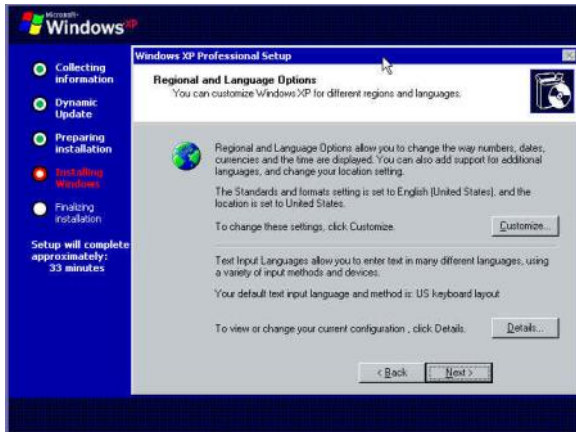 Microsoft
Windows xp
Collecting
information
Dynamic
Update
Preparing
installation
Installing
Windows
Finalizing
installation
Setup will complete
approximately:
33 minutes
Windows XP Professional Setup
Regional and Language Options
You can customize Windows XP for different regions and languages.
Regional and Language Options allow you to change the way numbers, dates,
currencies and the time are displayed. You can also add support for additional
languages, and change your location setting.
The Standards and formats setting is set to English (United States), and the
location is set to United States.
To change these settings, click Customize.
Customize...
Text Input Languages allow you to enter text in many different languages, using
a variety of input methods and devices.
Your default text input language and method is: US keyboard layout
To view or change your current configuration , click Details.
Details...
< Back
Next >